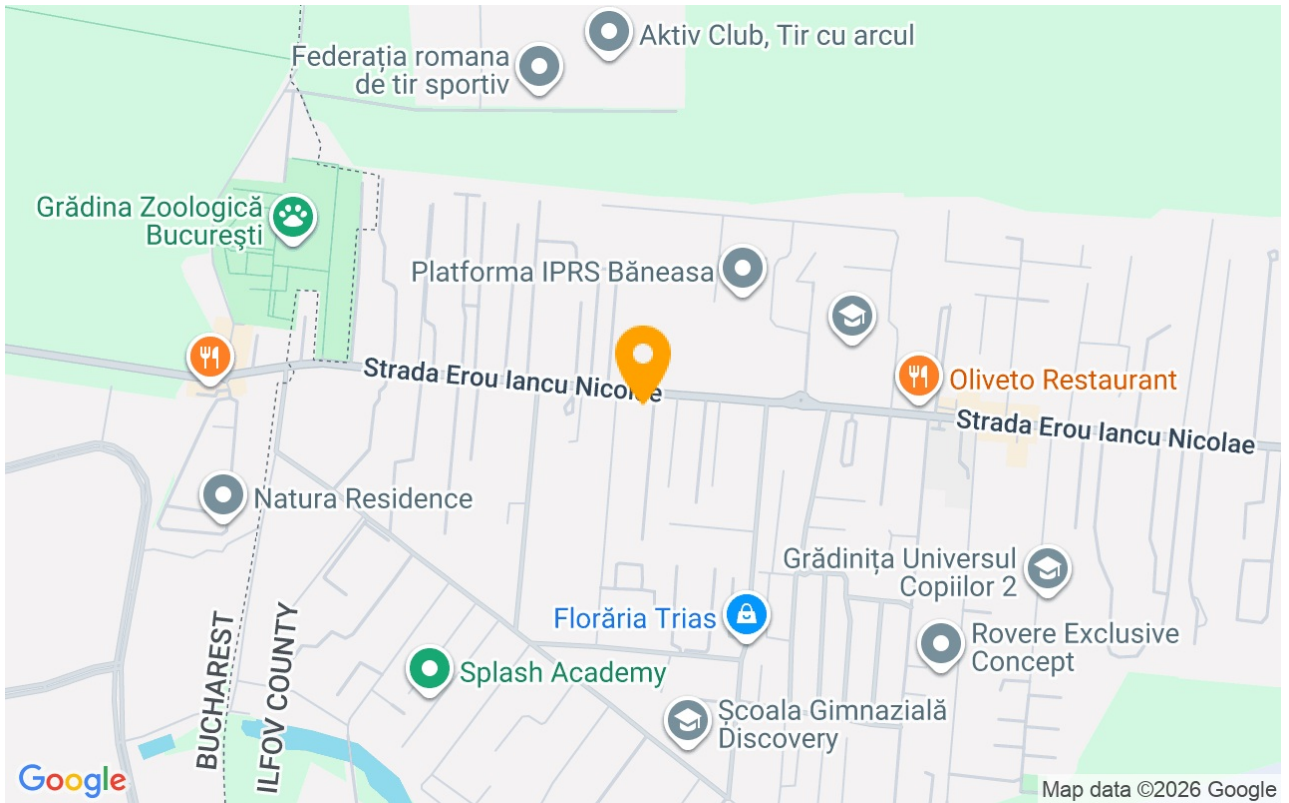 Aktiv Club, Tir cu arcul
Federația romana
de tir sportiv
Grădina Zoologică
București
Platforma IPRS Băneasa
Strada Erou Iancu Nicolae
Oliveto Restaurant
Strada Erou Iancu Nicolae
Natura Residence
Grădinița Universul
Copiilor 2
Florăria Trias
Rovere Exclusive
Concept
BUCHAREST
ILFOV COUNTY
Splash Academy
Școala Gimnazială
Discovery
Google
Map data ©2026 Google